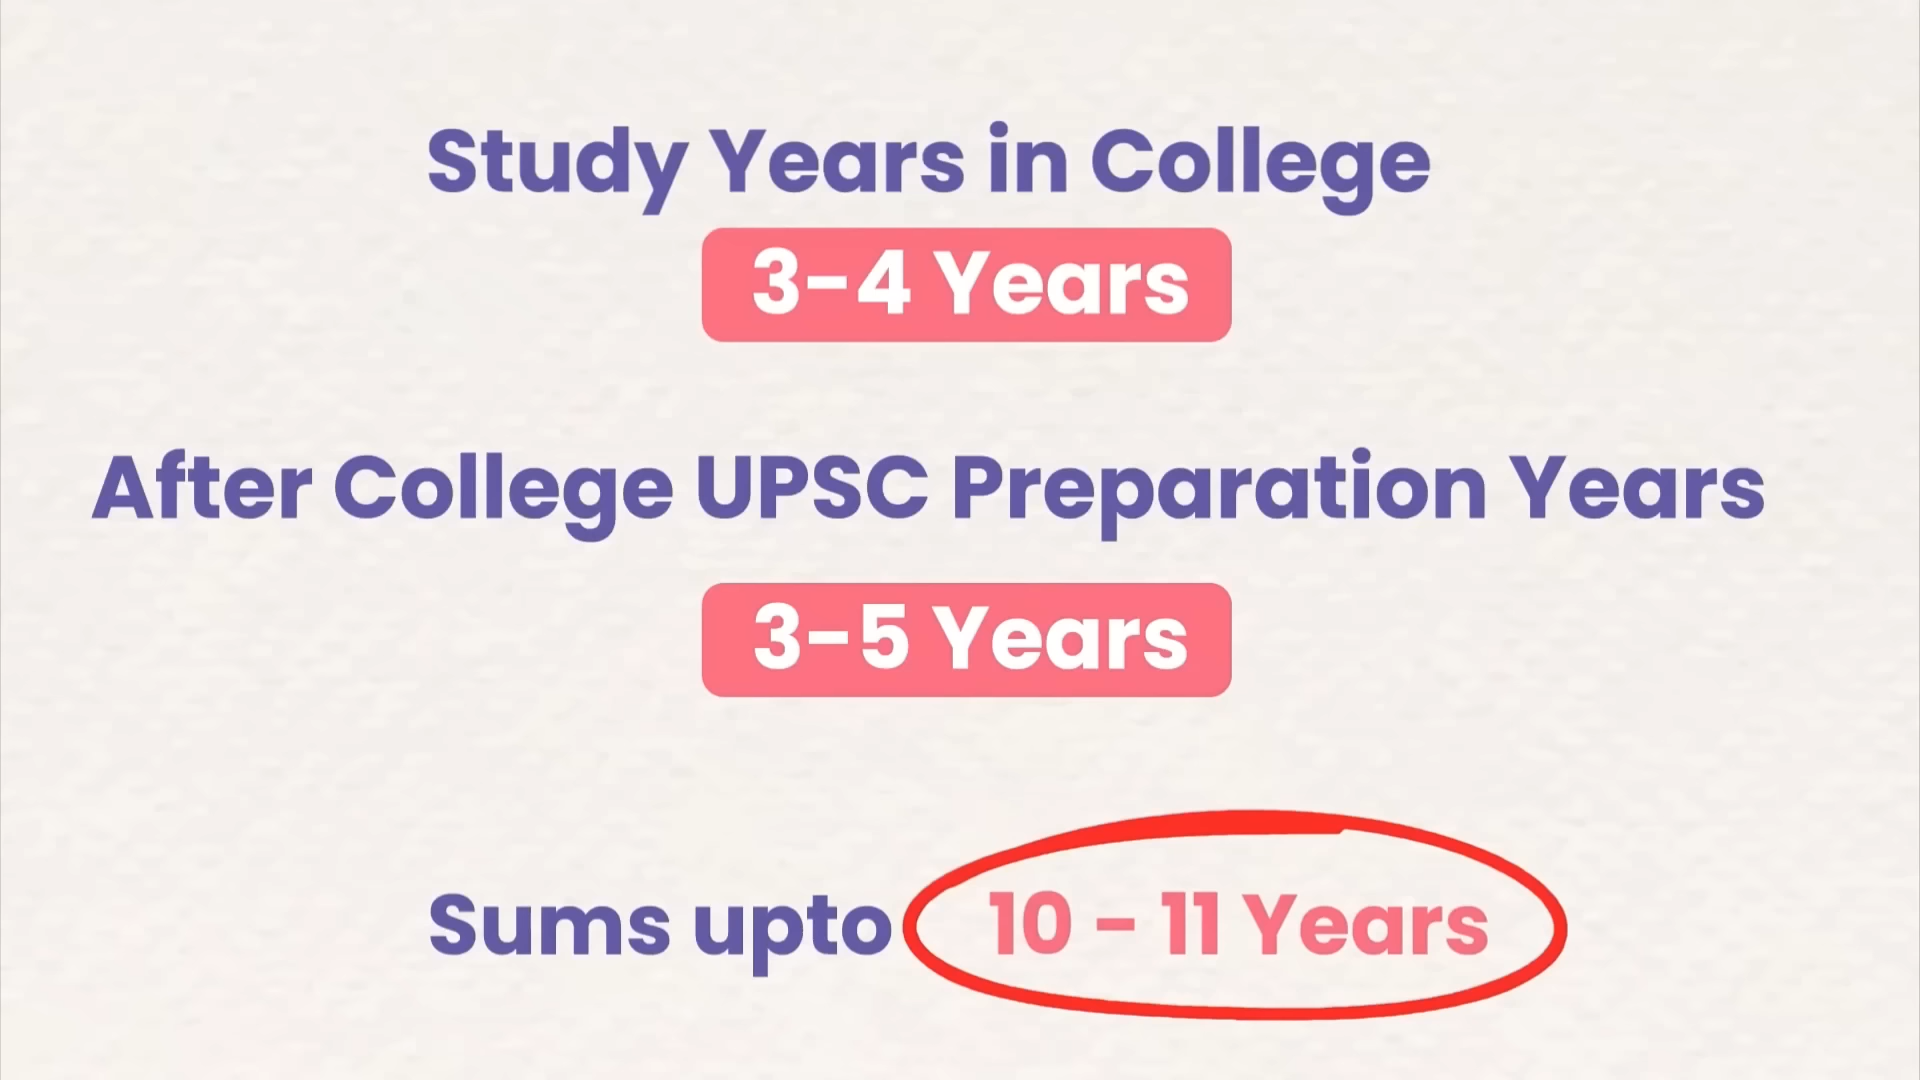 Study Years in College
3-4 Years
After College UPSC Preparation Years
3-5 Years
Sums upto 10 - 11 Years